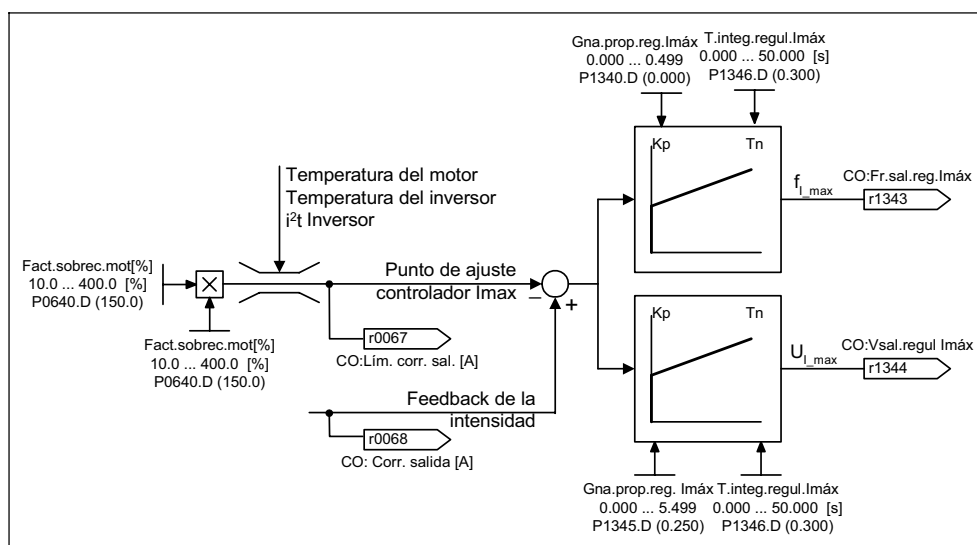 Gna.prop.reg.Imáx
0.000 ... 0.499
P1340.D (0.000)
T.integ.regul.Imáx
0.000 ... 50.000 [s]
P1346.D (0.300)
Kp
Tn
f I_max
CO:Fr.sal.reg.Imáx
r1343
Temperatura del motor
Temperatura del inversor
i²t Inversor
Fact.sobrec.mot[%]
10.0 ... 400.0 [%]
P0640.D (150.0)
Punto de ajuste
controlador Imax
–
+
r0067
CO:Lím. corr. sal. [A]
Fact.sobrec.mot[%]
10.0 ... 400.0 [%]
P0640.D (150.0)
Kp
Tn
U I_max
CO:Vsal.regul Imáx
r1344
Feedback de la
intensidad
r0068
CO: Corr. salida [A]
Gna.prop.reg. Imáx
0.000 ... 5.499
P1345.D (0.250)
T.integ.regul.Imáx
0.000 ... 50.000 [s]
P1346.D (0.300)